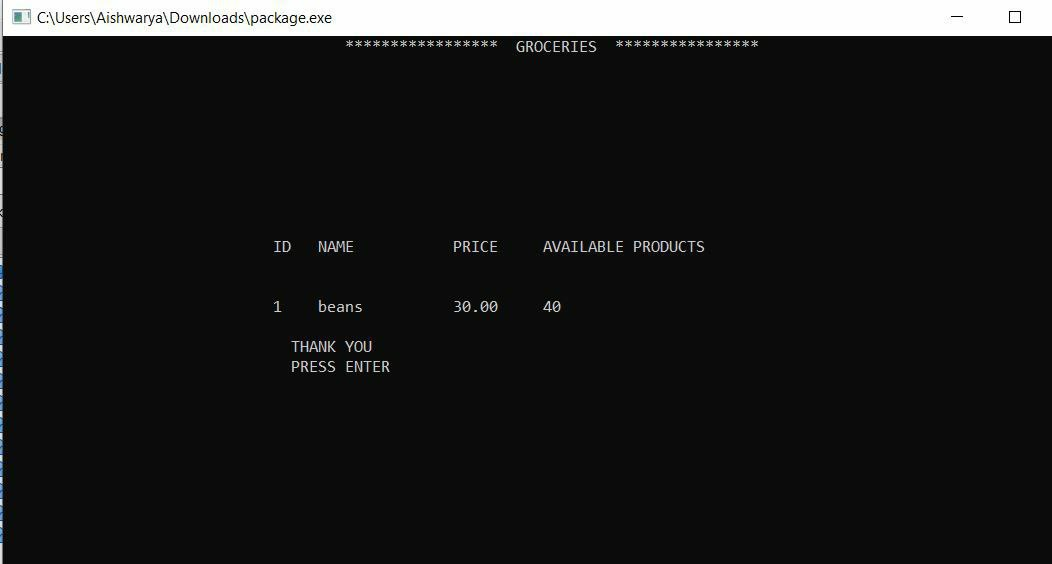 C:\Users\Aishwarya\Downloads\package.exe
***************** GROCERIES ****************
ID NAME PRICE AVAILABLE PRODUCTS
1 beans 30.00 40
THANK YOU
PRESS ENTER